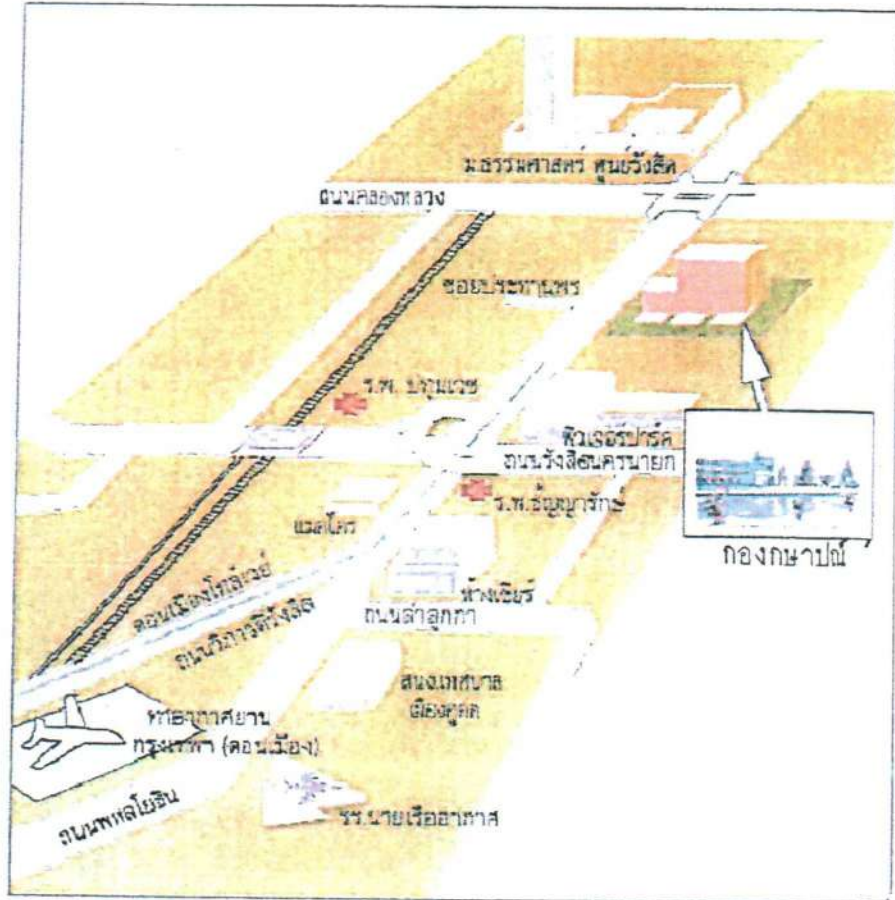 ม.ธรรมศาสตร์ ศูนย์รังสิต
ถนนคลองหลวง
ซอยประทานพร
ร.พ. ปทุมเวช
ฟิวเจอร์ปาร์ค
ถนนรังสิตนครนายก
ร.พ.ธัญญารักษ์
แมคโคร
กองกษาปณ์
ห้างเซียร์
ถนนลำลูกกา
ดอนเมืองโทล์เวย์
ถนนวิภาวดีรังสิต
สนง.เทศบาล
เมืองคูคต
ท่าอากาศยาน
กรุงเทพฯ (ดอนเมือง)
ถนนพหลโยธิน
รร.นายเรืออากาศ